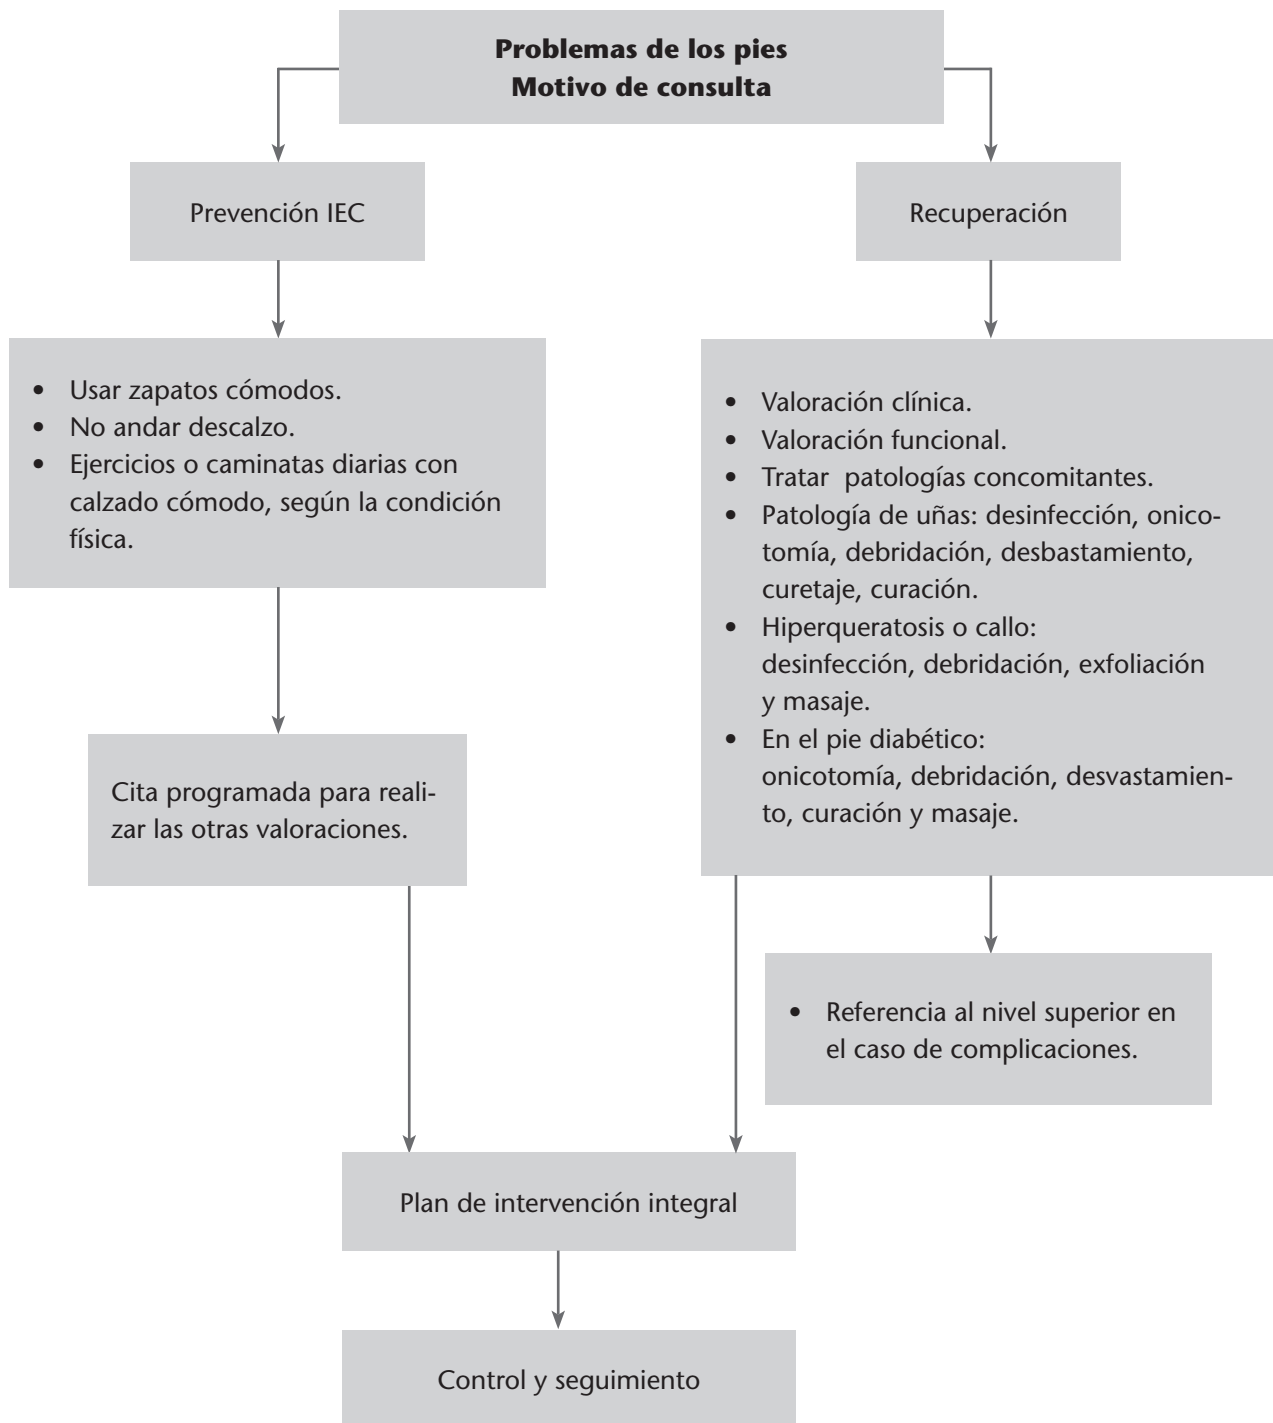 Problemas de los pies
Motivo de consulta
Prevención IEC
Recuperación
• Usar zapatos cómodos.
• No andar descalzo.
• Ejercicios o caminatas diarias con
calzado cómodo, según la condición
física.
• Valoración clínica.
• Valoración funcional.
• Tratar patologías concomitantes.
• Patología de uñas: desinfección, onico-
tomía, debridación, desbastamiento,
curetaje, curación.
• Hiperqueratosis o callo:
desinfección, debridación, exfoliación
y masaje.
• En el pie diabético:
onicotomía, debridación, desvastamien-
to, curación y masaje.
Cita programada para reali-
zar las otras valoraciones.
• Referencia al nivel superior en
el caso de complicaciones.
Plan de intervención integral
Control y seguimiento